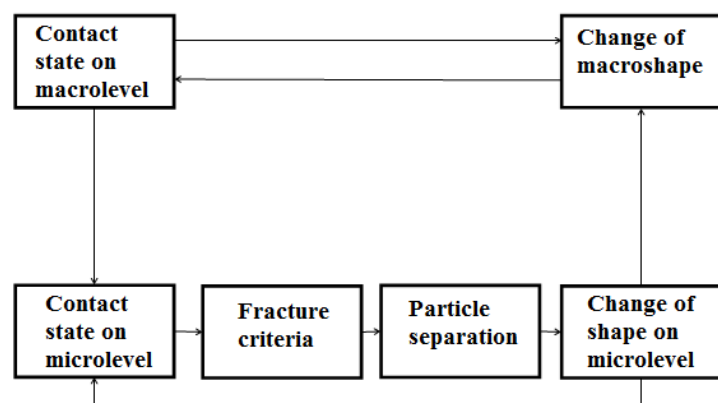 Contact
state on
macrolevel
Change of
macroshape
Contact
state on
microlevel
Fracture
criteria
Particle
separation
Change of
shape on
microlevel